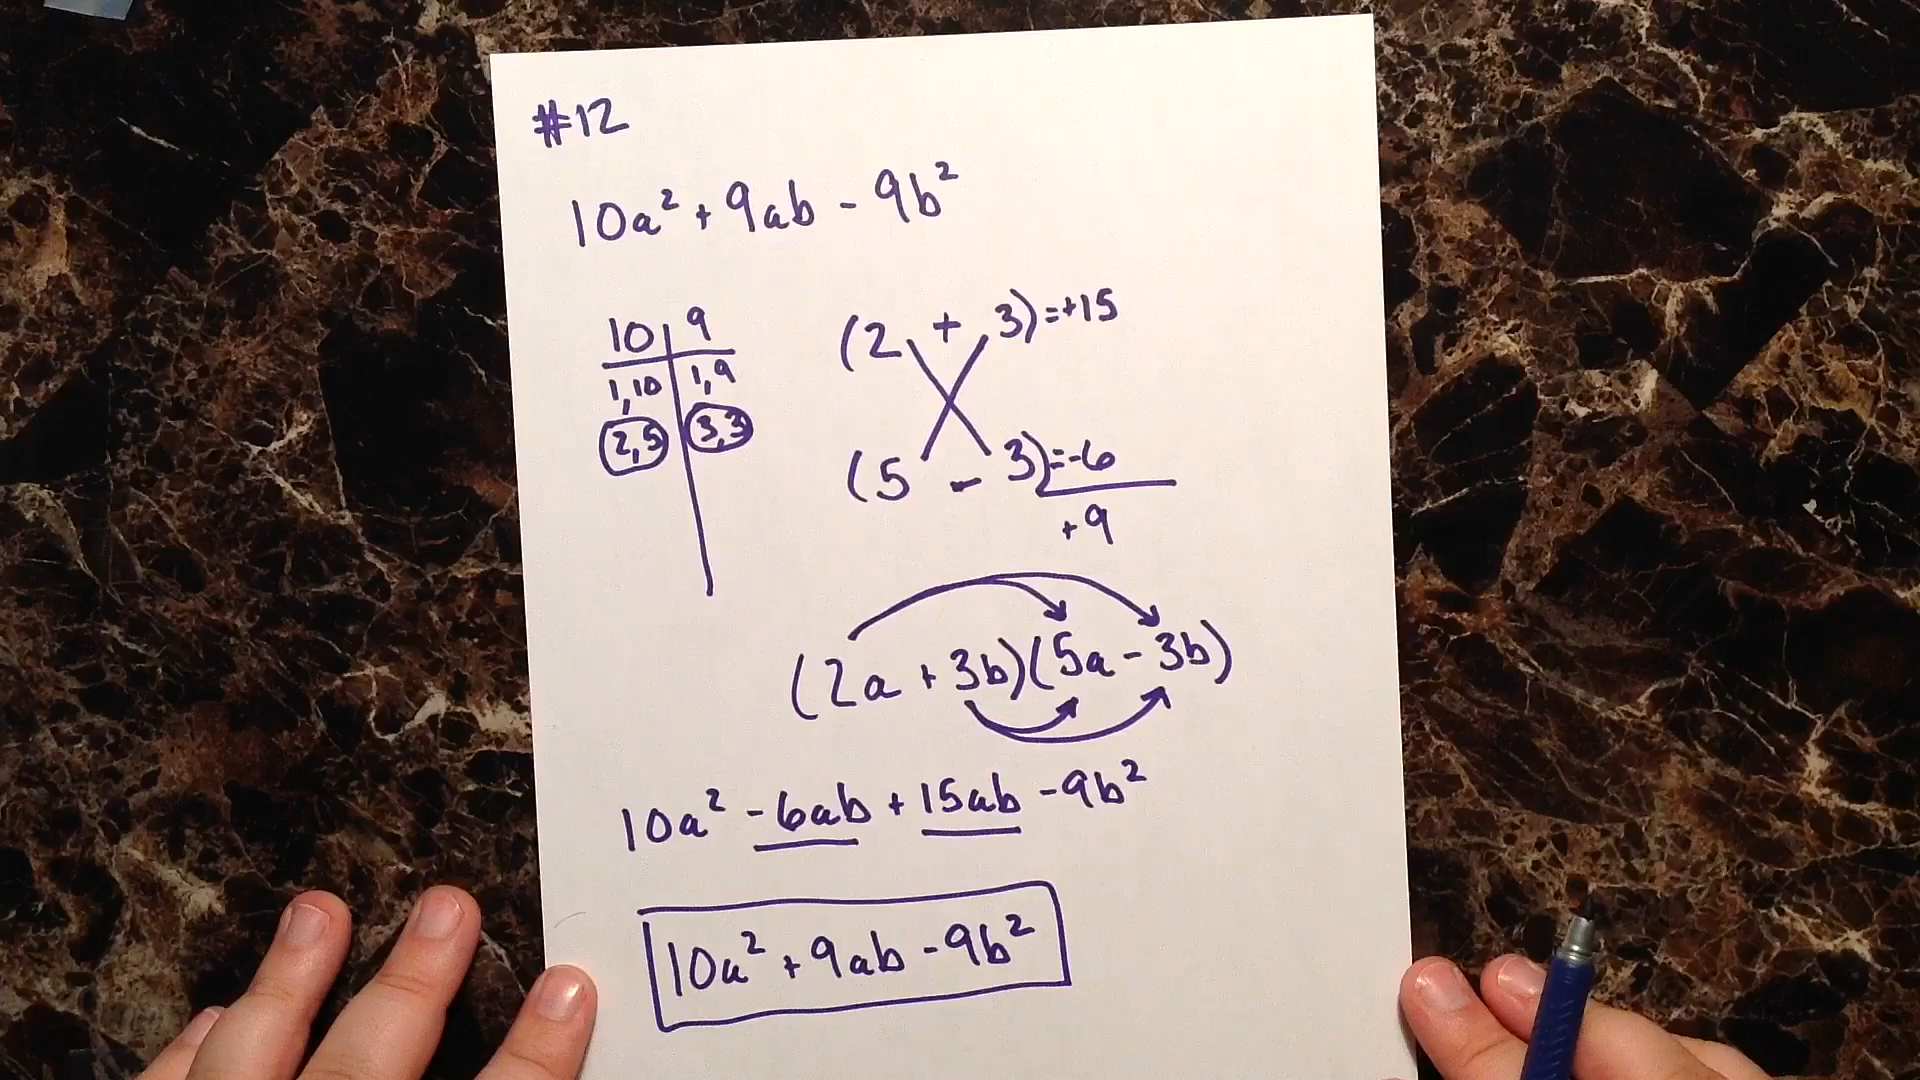 #12
10a² + 9ab - 9b²
10 | 9
1,10 | 1,9
2,5 | 3,3
(2 + 3) = +15
(5 - 3) = -6
+9
(2a + 3b)(5a - 3b)
10a² - 6ab + 15ab - 9b²
10a² + 9ab - 9b²